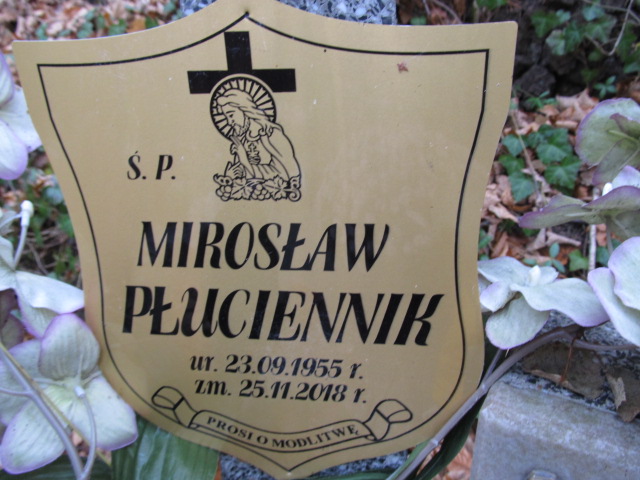 Ś. P.
MIROSŁAW
PŁUCIENNIK
ur. 23.09.1955 r.
zm. 25.11.2018 r.
PROSI O MODLITWĘ